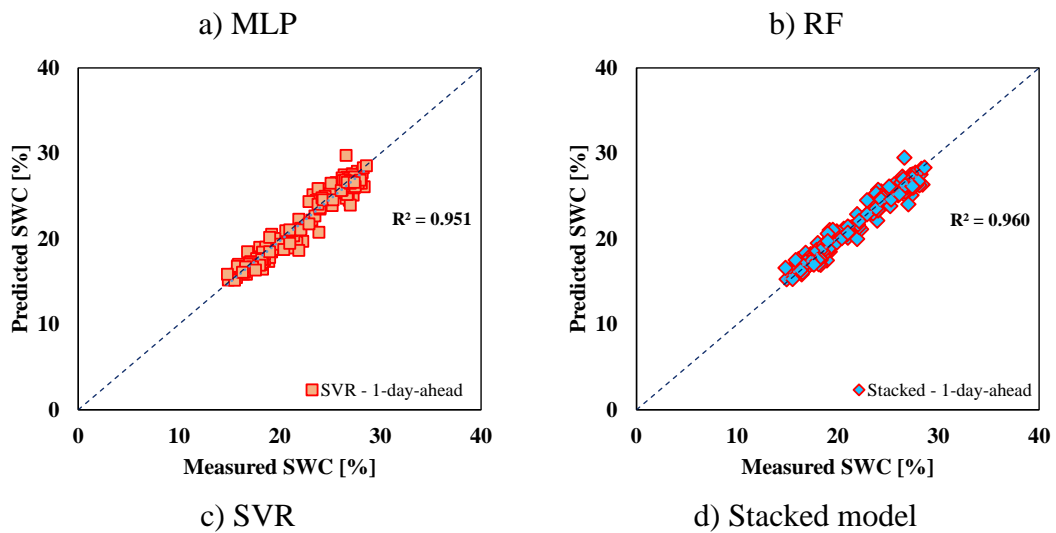 a) MLP
b) RF
40
30
20
10
0
0 10 20 30 40
Predicted SWC [%]
Measured SWC [%]
R² = 0.951
SVR - 1-day-ahead
40
30
20
10
0
0 10 20 30 40
Predicted SWC [%]
Measured SWC [%]
R² = 0.960
Stacked - 1-day-ahead
c) SVR
d) Stacked model